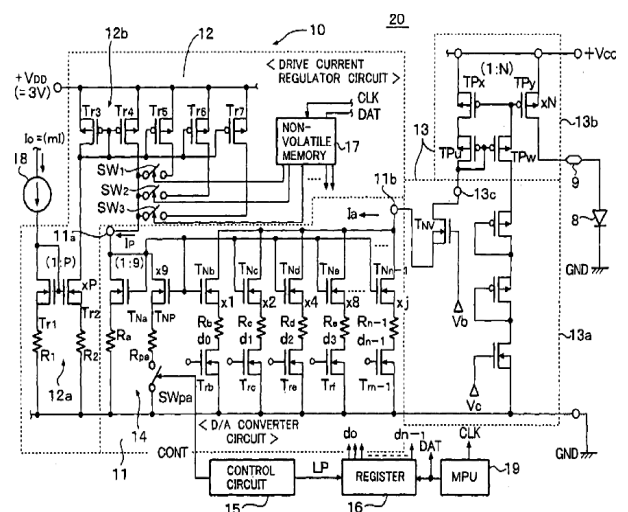 20
10
12b
12
< DRIVE CURRENT REGULATOR CIRCUIT >
+VDD
(=3V)
+Vcc
TPx
TPy
(1:N)
xN
Tr3
Tr4
Tr5
Tr6
Tr7
CLK
DAT
NON-VOLATILE MEMORY
17
13
13b
TPu
TPw
Io=(mI)
18
SW1
SW2
SW3
11b
13c
9
8
GND
Ia
TNV
11a
IP
(1:P)
(1:9)
xP
x9
TNb
TNc
TNd
TNe
TNn-1
x1
x2
x4
x8
xj
TNa
TNP
Tr1
Tr2
Ra
Rpa
Rb
Rc
Rd
Re
Rn-1
d0
d1
d2
d3
dn-1
R1
R2
Trb
Trc
Tre
Trf
Tm-1
Vb
Vc
13a
12a
14
SWpa
< D/A CONVERTER CIRCUIT >
11
CONT
do
dn-1
DAT
CLK
GND
CONTROL CIRCUIT
LP
REGISTER
MPU
19
15
16